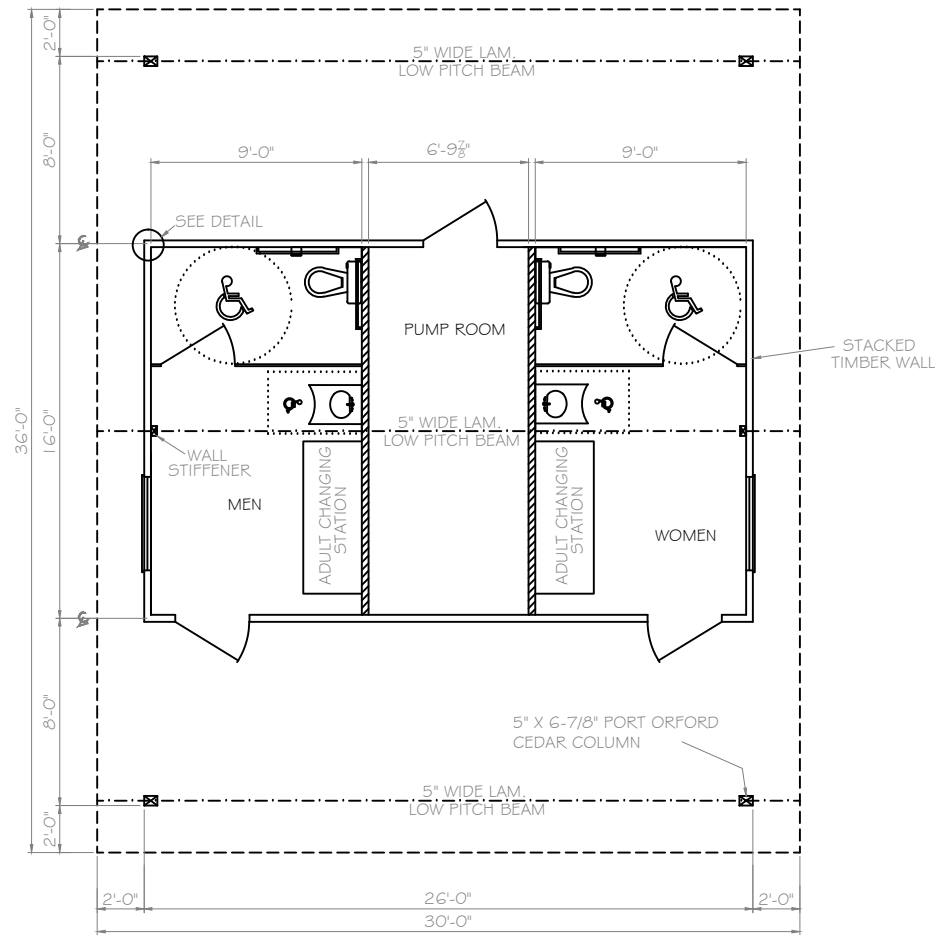 2'-0"
5" WIDE LAM.
LOW PITCH BEAM
8'-0"
9'-0"
6'-9⅞"
9'-0"
SEE DETAIL
PUMP ROOM
STACKED
TIMBER WALL
36'-0"
16'-0"
5" WIDE LAM.
LOW PITCH BEAM
WALL
STIFFENER
MEN
ADULT CHANGING
STATION
ADULT CHANGING
STATION
WOMEN
8'-0"
5" X 6-7/8" PORT ORFORD
CEDAR COLUMN
5" WIDE LAM.
LOW PITCH BEAM
2'-0"
2'-0"
26'-0"
2'-0"
30'-0"